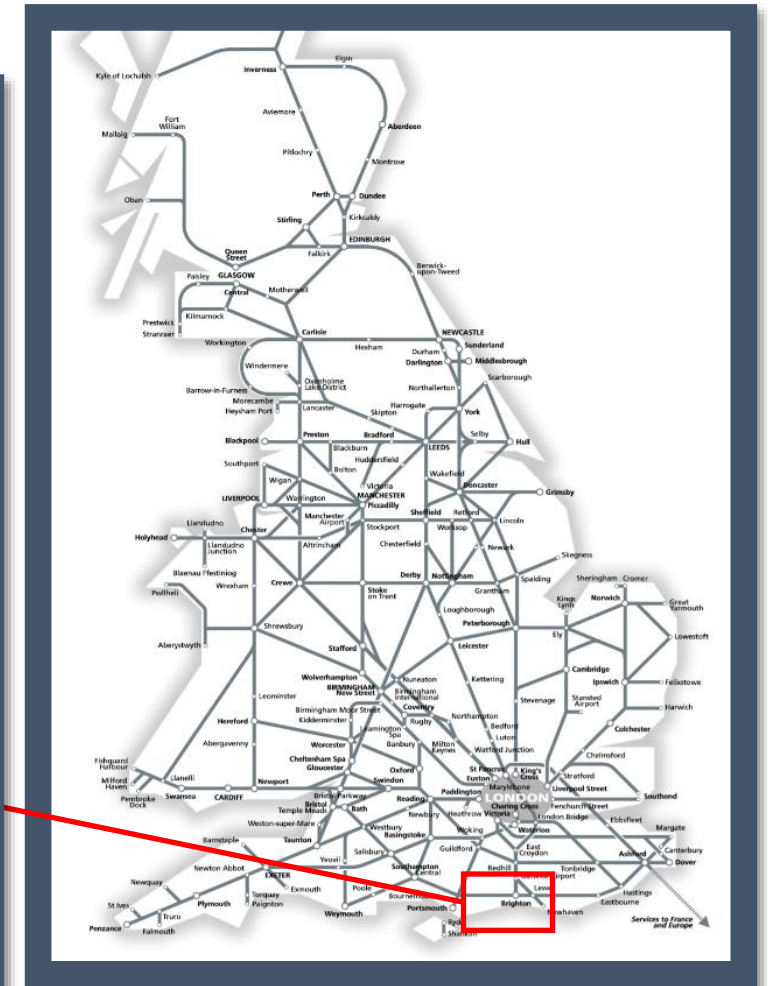 Elgin
Inverness
Kyle of Lochalsh
Aviemore
Fort
William
Aberdeen
Mallaig
Pitlochry
Montrose
Perth
Dundee
Oban
Kirkcaldy
Stirling
EDINBURGH
Queen
Street
Falkirk
Berwick-
upon-Tweed
Paisley
GLASGOW
Central
Motherwell
Kilmarnock
Prestwick
Stranraer
Carlisle
NEWCASTLE
Workington
Hexham
Sunderland
Durham
Darlington
Middlesbrough
Windermere
Scarborough
Oxenholme
Lake District
Barrow-in-Furness
Northallerton
Morecambe
Heysham Port
Lancaster
Harrogate
York
Skipton
Blackpool
Preston
Bradford
Selby
Blackburn
LEEDS
Hull
Southport
Huddersfield
Bolton
Wakefield
Wigan
Victoria
Doncaster
LIVERPOOL
Warrington
MANCHESTER
Piccadilly
Grimsby
Manchester
Airport
Sheffield
Retford
Llandudno
Stockport
Worksop
Lincoln
Holyhead
Chester
Llandudno
Junction
Altrincham
Chesterfield
Newark
Skegness
Blaenau Ffestiniog
Pwllheli
Wrexham
Crewe
Stoke
on Trent
Derby
Nottingham
Spalding
Sheringham
Cromer
Grantham
Kings
Lynn
Norwich
Great
Yarmouth
Loughborough
Aberystwyth
Shrewsbury
Peterborough
Ely
Lowestoft
Stafford
Leicester
Wolverhampton
Nuneaton
Kettering
Cambridge
BIRMINGHAM
New Street
Birmingham
International
Ipswich
Felixstowe
Leominster
Coventry
Stevenage
Stansted
Airport
Birmingham Moor Street
Kidderminster
Rugby
Northampton
Harwich
Hereford
Leamington
Spa
Bedford
Colchester
Worcester
Banbury
Milton
Keynes
Luton
Abergavenny
Watford Junction
Chelmsford
Cheltenham Spa
Gloucester
Oxford
St Pancras
Euston
King's
Cross
Stratford
Fishguard
Harbour
Milford
Haven
Llanelli
Swindon
Marylebone
Liverpool Street
Pembroke
Dock
Swansea
CARDIFF
Newport
Bristol Parkway
Reading
Paddington
LONDON
Southend
Bristol
Temple Meads
Bath
Charing Cross
Fenchurch Street
Newbury
Heathrow
Victoria
London Bridge
Weston-super-Mare
Westbury
Basingstoke
Waterloo
Ebbsfleet
Margate
Barnstaple
Taunton
Woking
East
Croydon
Canterbury
Salisbury
Guildford
Yeovil
Ashford
Dover
Newton Abbot
EXETER
Southampton
Central
Redhill
Tonbridge
Newquay
Exmouth
Poole
Airport
St Ives
Plymouth
Torquay
Paignton
Bournemouth
Lewes
Hastings
Truro
Weymouth
Portsmouth
Brighton
Eastbourne
Penzance
Falmouth
Newhaven
Services to France
and Europe